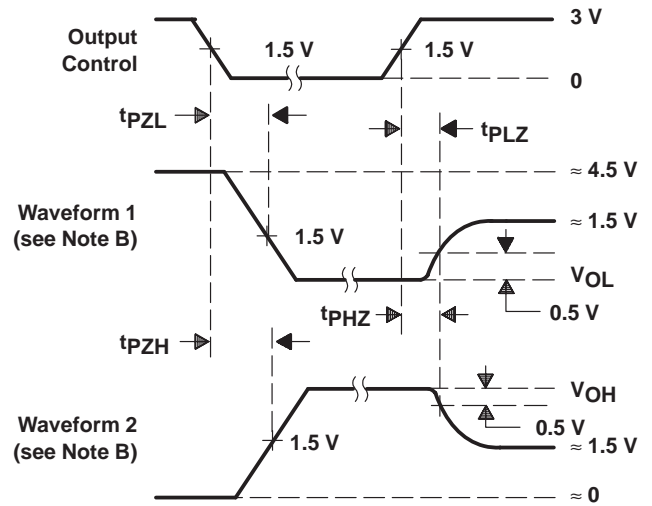 Output
Control
1.5 V
1.5 V
3 V
0
tPZL
tPLZ
Waveform 1
(see Note B)
≈ 4.5 V
≈ 1.5 V
1.5 V
VOL
0.5 V
tPHZ
tPZH
Waveform 2
(see Note B)
1.5 V
VOH
0.5 V
≈ 1.5 V
≈ 0